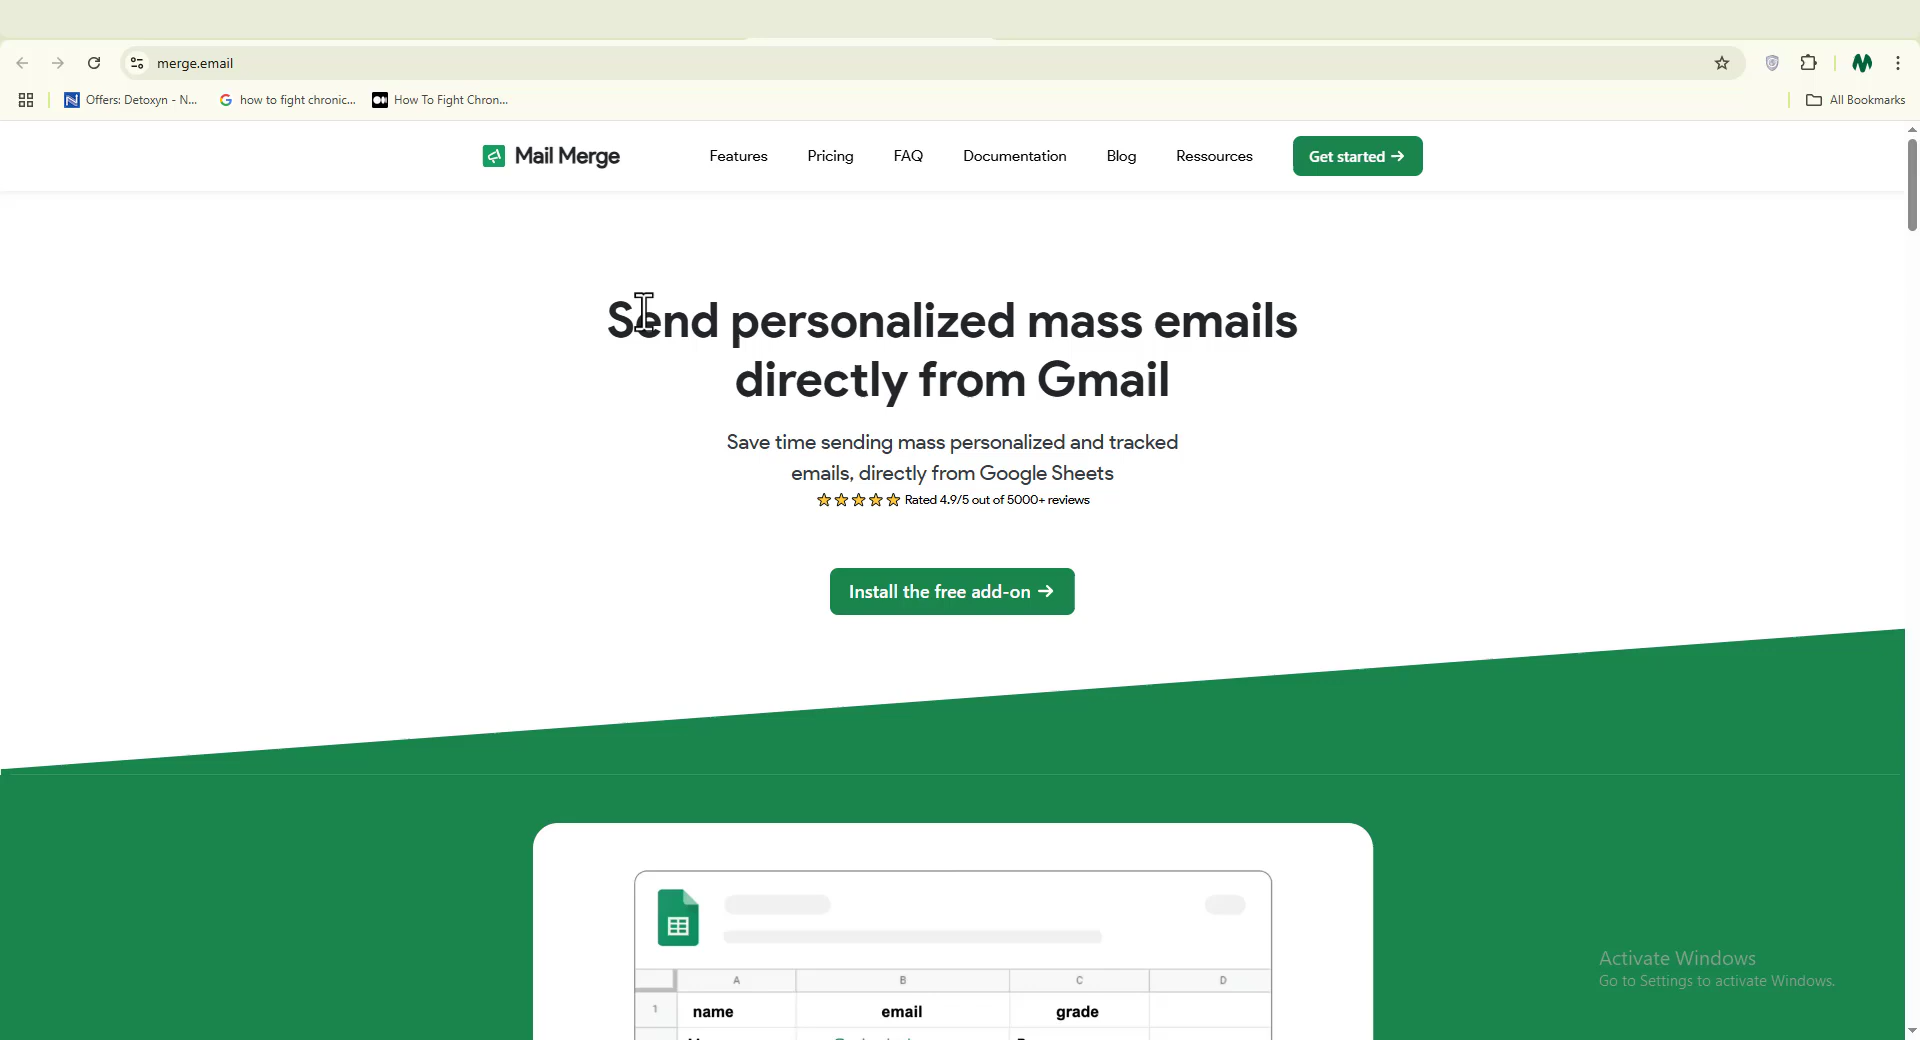 merge.email
Offers: Detoxyn - N...
how to fight chronic...
How To Fight Chron...
All Bookmarks
Mail Merge
Features
Pricing
FAQ
Documentation
Blog
Ressources
Get started →
Send personalized mass emails
directly from Gmail
Save time sending mass personalized and tracked
emails, directly from Google Sheets
Rated 4.9/5 out of 5000+ reviews
Install the free add-on →
A B C D
1 name email grade
Activate Windows
Go to Settings to activate Windows.